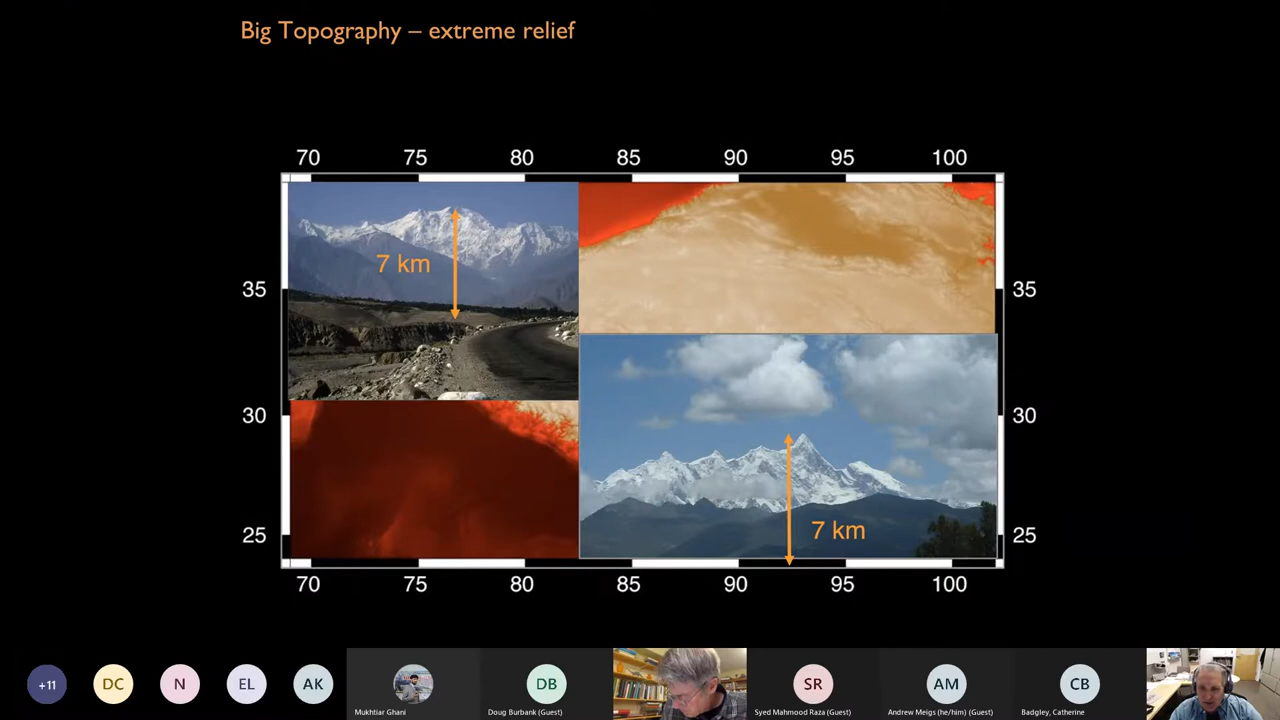 Big Topography – extreme relief
70 75 80 85 90 95 100
7 km
35 35
30 30
7 km
25 25
70 75 80 85 90 95 100
+11 DC N EL AK DB SR AM CB
Mukhtiar Ghani Doug Burbank (Guest) Syed Mahmood Raza (Guest) Andrew Meigs (he/him) (Guest) Badgley, Catherine